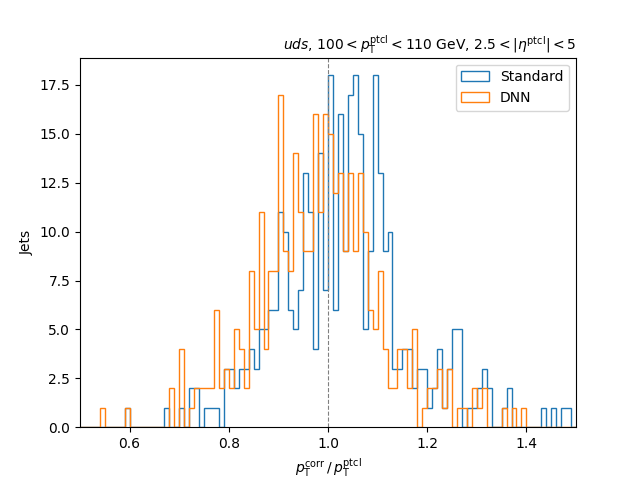 uds, 100 < p_T^ptcl < 110 GeV, 2.5 < |η^ptcl| < 5
Standard
DNN
17.5
15.0
12.5
10.0
7.5
5.0
2.5
0.0
Jets
0.6 0.8 1.0 1.2 1.4
p_T^corr / p_T^ptcl